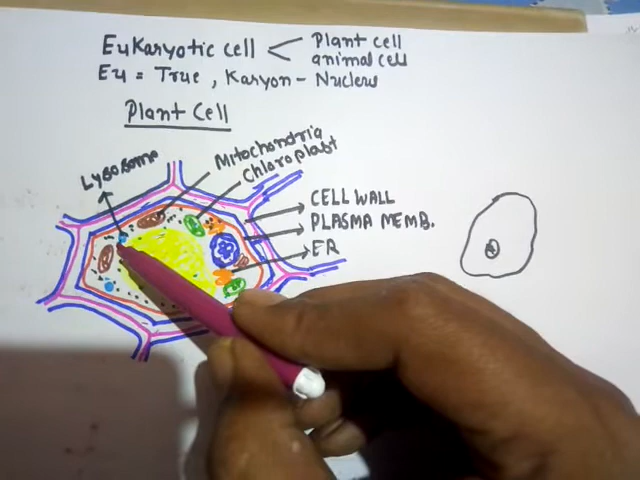 EuKaryotic cell < Plant cell
animal cell
Eu = True, Karyon - Nucleus
Plant Cell
Mitochondria
Chloroplast
Lysosome
CELL WALL
PLASMA MEMB.
ER